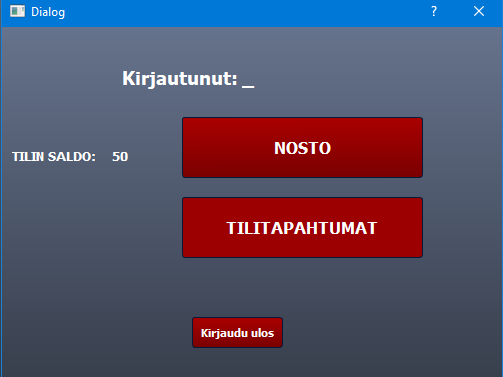 Dialog
?
Kirjautunut: _
TILIN SALDO: 50
NOSTO
TILITAPAHTUMAT
Kirjaudu ulos